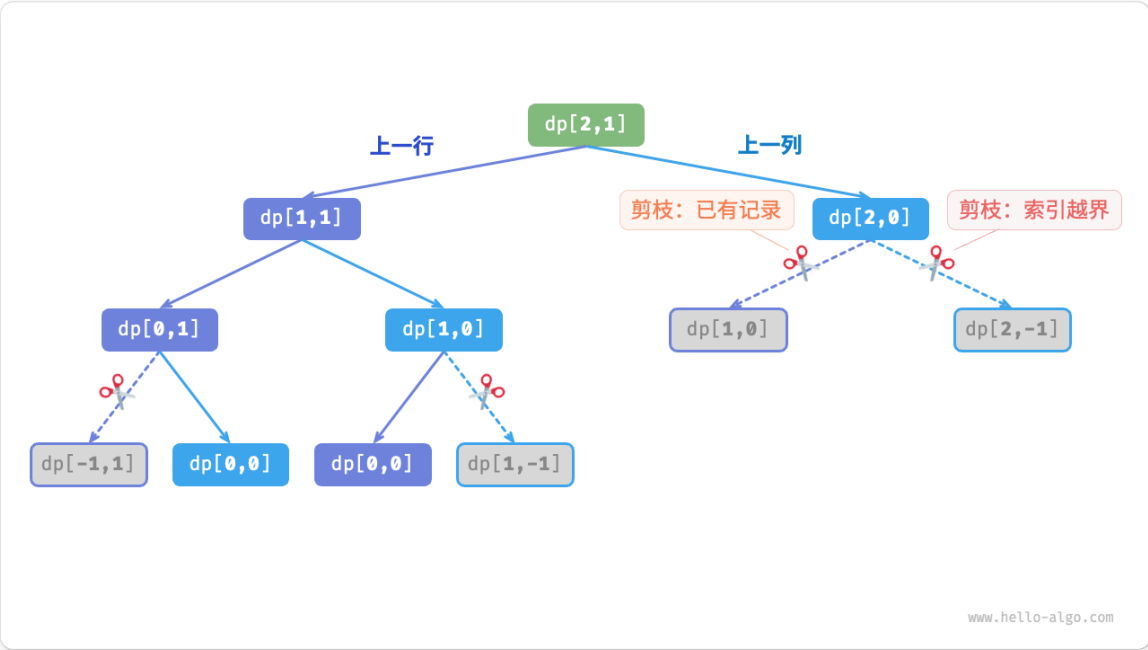 dp[2,1]
上一行
上一列
dp[1,1]
剪枝：已有记录
dp[2,0]
剪枝：索引越界
dp[0,1]
dp[1,0]
dp[1,0]
dp[2,-1]
dp[-1,1]
dp[0,0]
dp[0,0]
dp[1,-1]
www.hello-algo.com